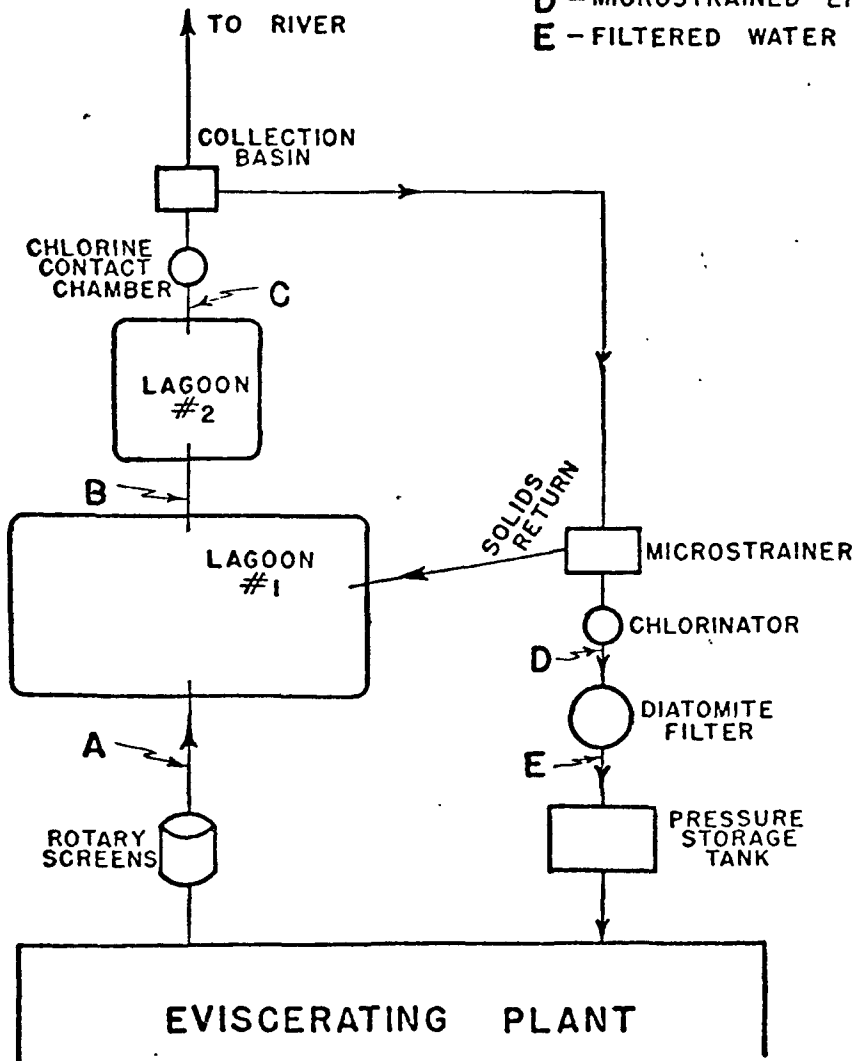 D – MICROSTRAINED
E – FILTERED WATER
TO RIVER
COLLECTION
BASIN
CHLORINE
CONTACT
CHAMBER
C
LAGOON
#2
B
SOLIDS
RETURN
LAGOON
#1
MICROSTRAINER
CHLORINATOR
D
DIATOMITE
FILTER
A
E
ROTARY
SCREENS
PRESSURE
STORAGE
TANK
EVISCERATING PLANT